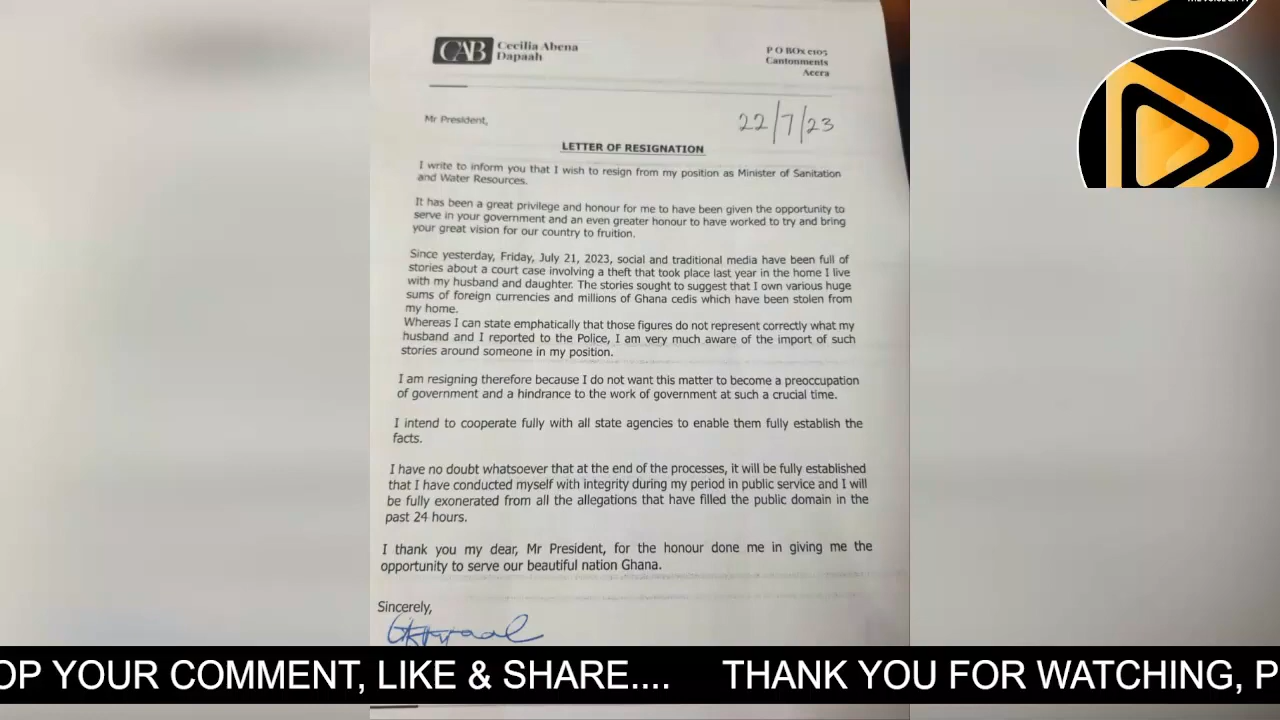 CAB
Cecilia Abena
Dapaah
P O BOx c105
Cantonments
Accra
22/7/23
Mr President,
LETTER OF RESIGNATION
I write to inform you that I wish to resign from my position as Minister of Sanitation
and Water Resources.
It has been a great privilege and honour for me to have been given the opportunity to
serve in your government and an even greater honour to have worked to try and bring
your great vision for our country to fruition.
Since yesterday, Friday, July 21, 2023, social and traditional media have been full of
stories about a court case involving a theft that took place last year in the home I live
with my husband and daughter. The stories sought to suggest that I own various huge
sums of foreign currencies and millions of Ghana cedis which have been stolen from
my home.
Whereas I can state emphatically that those figures do not represent correctly what my
husband and I reported to the Police, I am very much aware of the import of such
stories around someone in my position.
I am resigning therefore because I do not want this matter to become a preoccupation
of government and a hindrance to the work of government at such a crucial time.
I intend to cooperate fully with all state agencies to enable them fully establish the
facts.
I have no doubt whatsoever that at the end of the processes, it will be fully established
that I have conducted myself with integrity during my period in public service and I will
be fully exonerated from all the allegations that have filled the public domain in the
past 24 hours.
I thank you my dear, Mr President, for the honour done me in giving me the
opportunity to serve our beautiful nation Ghana.
Sincerely,
OP YOUR COMMENT, LIKE & SHARE.... THANK YOU FOR WATCHING, P